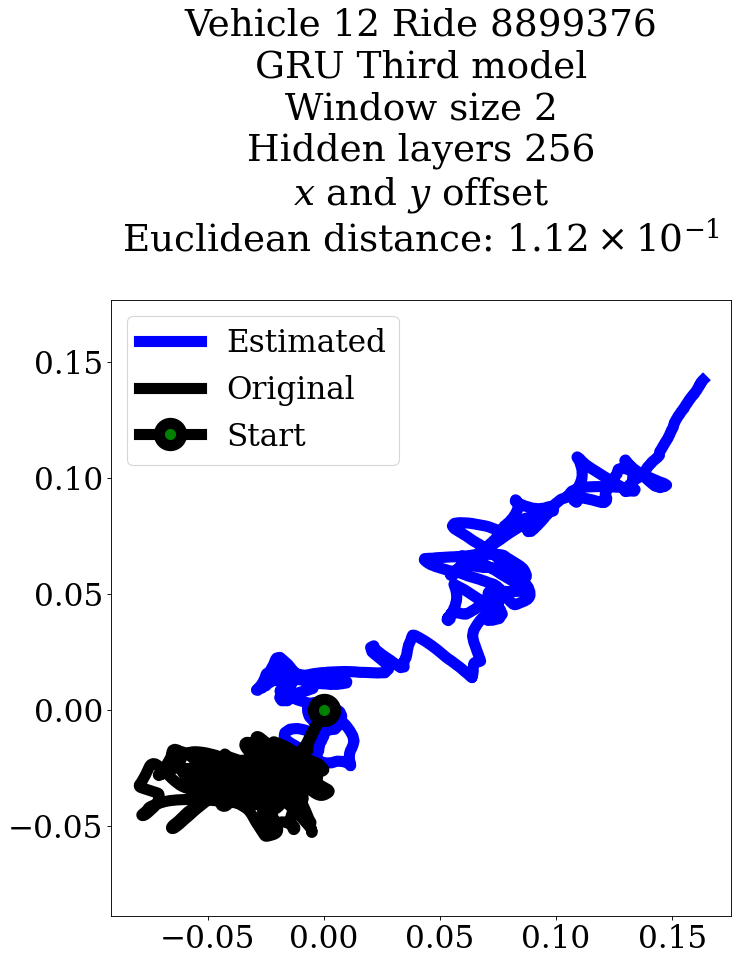 Vehicle 12 Ride 8899376
GRU Third model
Window size 2
Hidden layers 256
x and y offset
Euclidean distance: 1.12 × 10⁻¹
Estimated
Original
Start
0.15
0.10
0.05
0.00
−0.05
−0.05
0.00
0.05
0.10
0.15